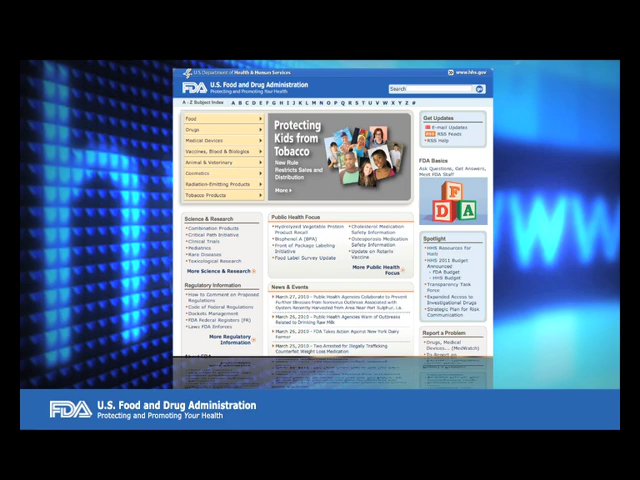 U.S. Department of Health & Human Services
www.hhs.gov
FDA U.S. Food and Drug Administration
Protecting and Promoting Your Health
Search
go
A - Z Subject Index A B C D E F G H I J K L M N O P Q R S T U V W X Y Z #
Food
Drugs
Medical Devices
Vaccines, Blood & Biologics
Animal & Veterinary
Cosmetics
Radiation-Emitting Products
Tobacco Products
Protecting
Kids from
Tobacco
New Rule
Restricts Sales and
Distribution
More
Get Updates
E-mail Updates
RSS Feeds
RSS Help
FDA Basics
Ask Questions, Get Answers,
Meet FDA Staff
F
D A
Science & Research
Combination Products
Critical Path Initiative
Clinical Trials
Pediatrics
Rare Diseases
Toxicological Research
More Science & Research
Regulatory Information
How to Comment on Proposed
Regulations
Code of Federal Regulations
Dockets Management
FDA Federal Registers (FR)
Laws FDA Enforces
More Regulatory
Information
About FDA
Public Health Focus
Hydrolyzed Vegetable Protein
Product Recall
Bisphenol A (BPA)
Front of Package Labeling
Initiative
Food Label Survey Update
Cholesterol Medication
Safety Information
Osteoporosis Medication
Safety Information
Update on Rotarix
Vaccine
More Public Health
Focus
News & Events
March 27, 2010 - Public Health Agencies Collaborate to Prevent
Further Illnesses from Norovirus Outbreak Associated with
Oysters Recently Harvested from Area Near Port Sulphur, La.
March 26, 2010 - Public Health Agencies Warn of Outbreaks
Related to Drinking Raw Milk
March 26, 2010 - FDA Takes Action Against New York Dairy
Farmer
March 25, 2010 - Two Arrested for Illegally Trafficking
Counterfeit Weight Loss Medication
Spotlight
HHS Resources for
Haiti
HHS 2011 Budget
Announced
- FDA Budget
- HHS Budget
Transparency Task
Force
Expanded Access to
Investigational Drugs
Strategic Plan for Risk
Communication
Report a Problem
Drugs, Medical
Devices... (MedWatch)
To Report an
WW
FDA U.S. Food and Drug Administration
Protecting and Promoting Your Health